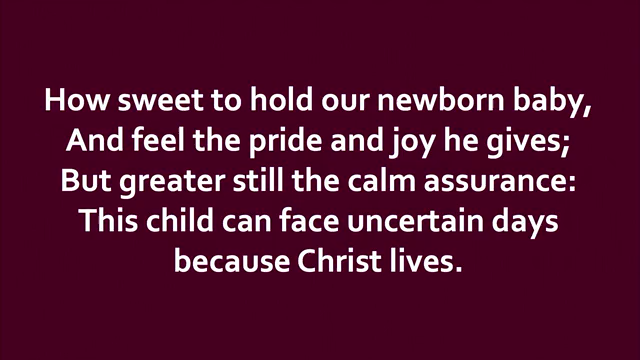 How sweet to hold our newborn baby,
And feel the pride and joy he gives;
But greater still the calm assurance:
This child can face uncertain days
because Christ lives.